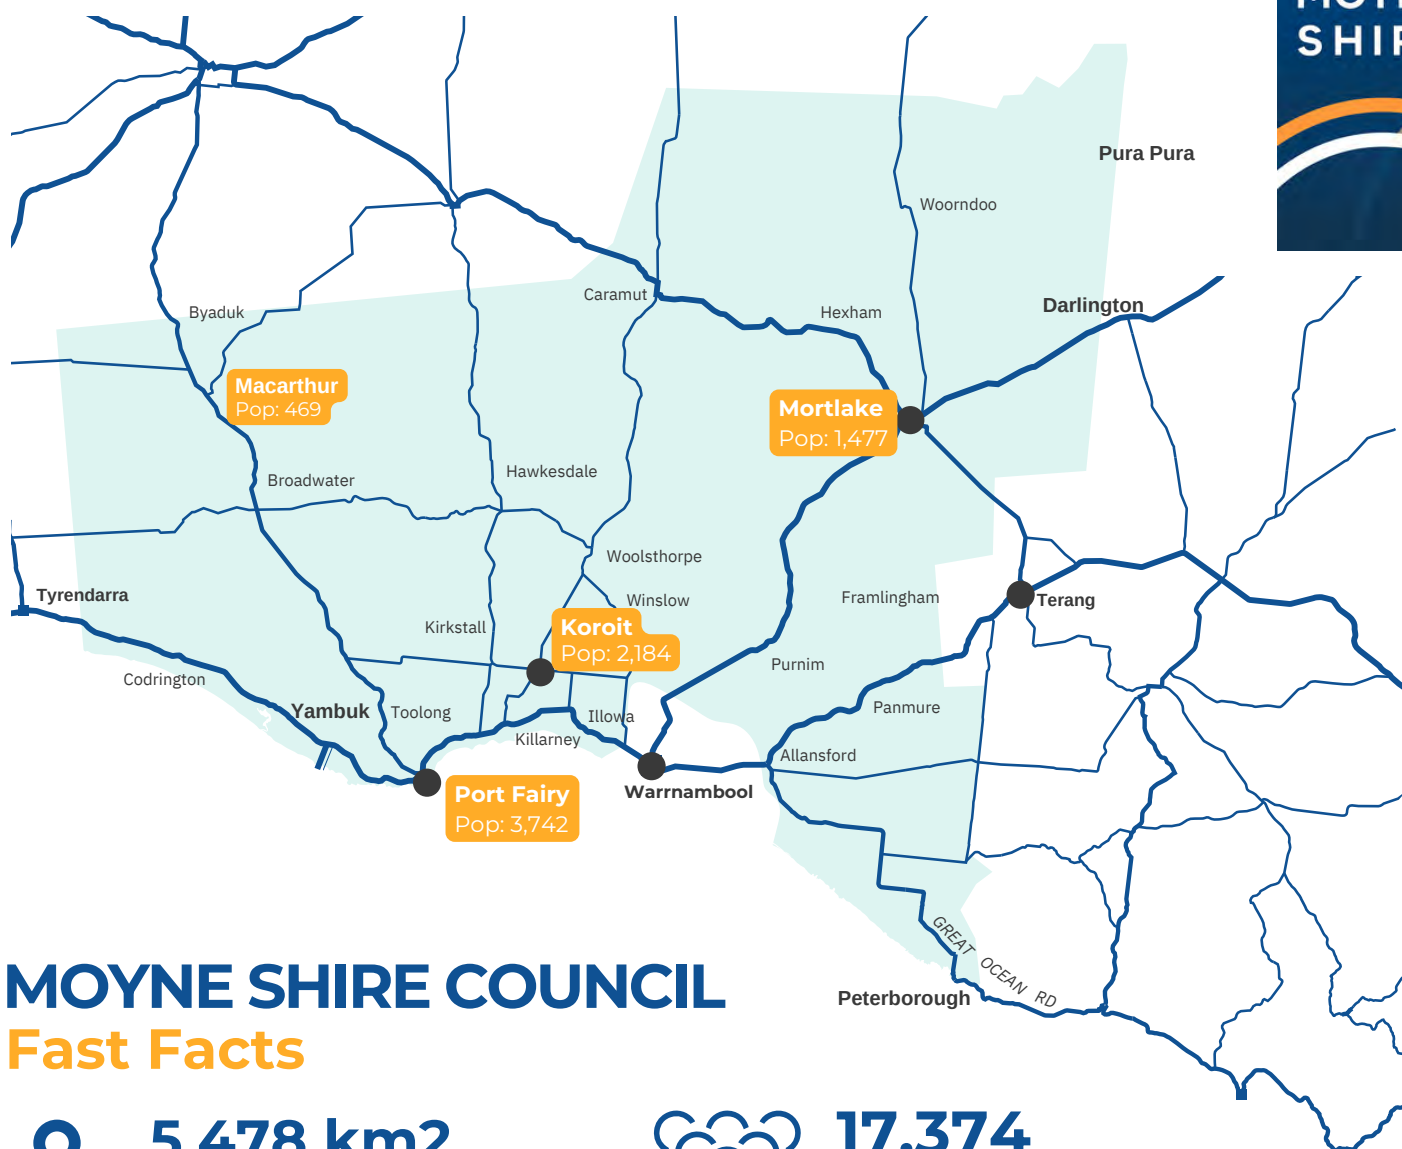 SHIR
Pura Pura
Woorndoo
Caramut
Darlington
Byaduk
Hexham
Macarthur
Pop: 469
Mortlake
Pop: 1,477
Hawkesdale
Broadwater
Woolsthorpe
Tyrendarra
Winslow
Framlingham
Terang
Kirkstall
Koroit
Pop: 2,184
Purnim
Codrington
Yambuk
Toolong
Illowa
Panmure
Killarney
Allansford
Port Fairy
Pop: 3,742
Warrnambool
GREAT OCEAN RD
Peterborough
MOYNE SHIRE COUNCIL
Fast Facts
5,478 km2
17,374